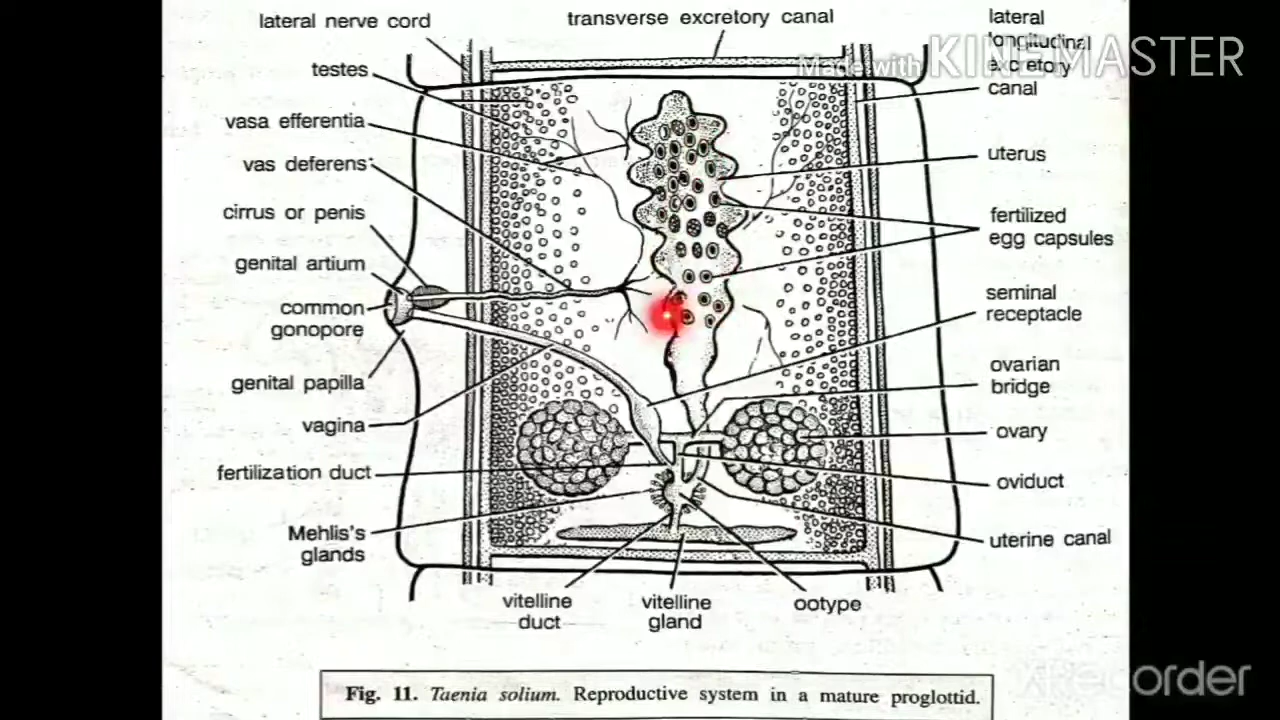 lateral nerve cord
transverse excretory canal
lateral
longitudinal
excretory
canal
Made with KINEMASTER
testes
vasa efferentia
vas deferens
cirrus or penis
genital artium
common
gonopore
genital papilla
vagina
fertilization duct
Mehlis's
glands
uterus
fertilized
egg capsules
seminal
receptacle
ovarian
bridge
ovary
oviduct
uterine canal
vitelline
duct
vitelline
gland
ootype
Fig. 11. Taenia solium. Reproductive system in a mature proglottid.
XRecorder